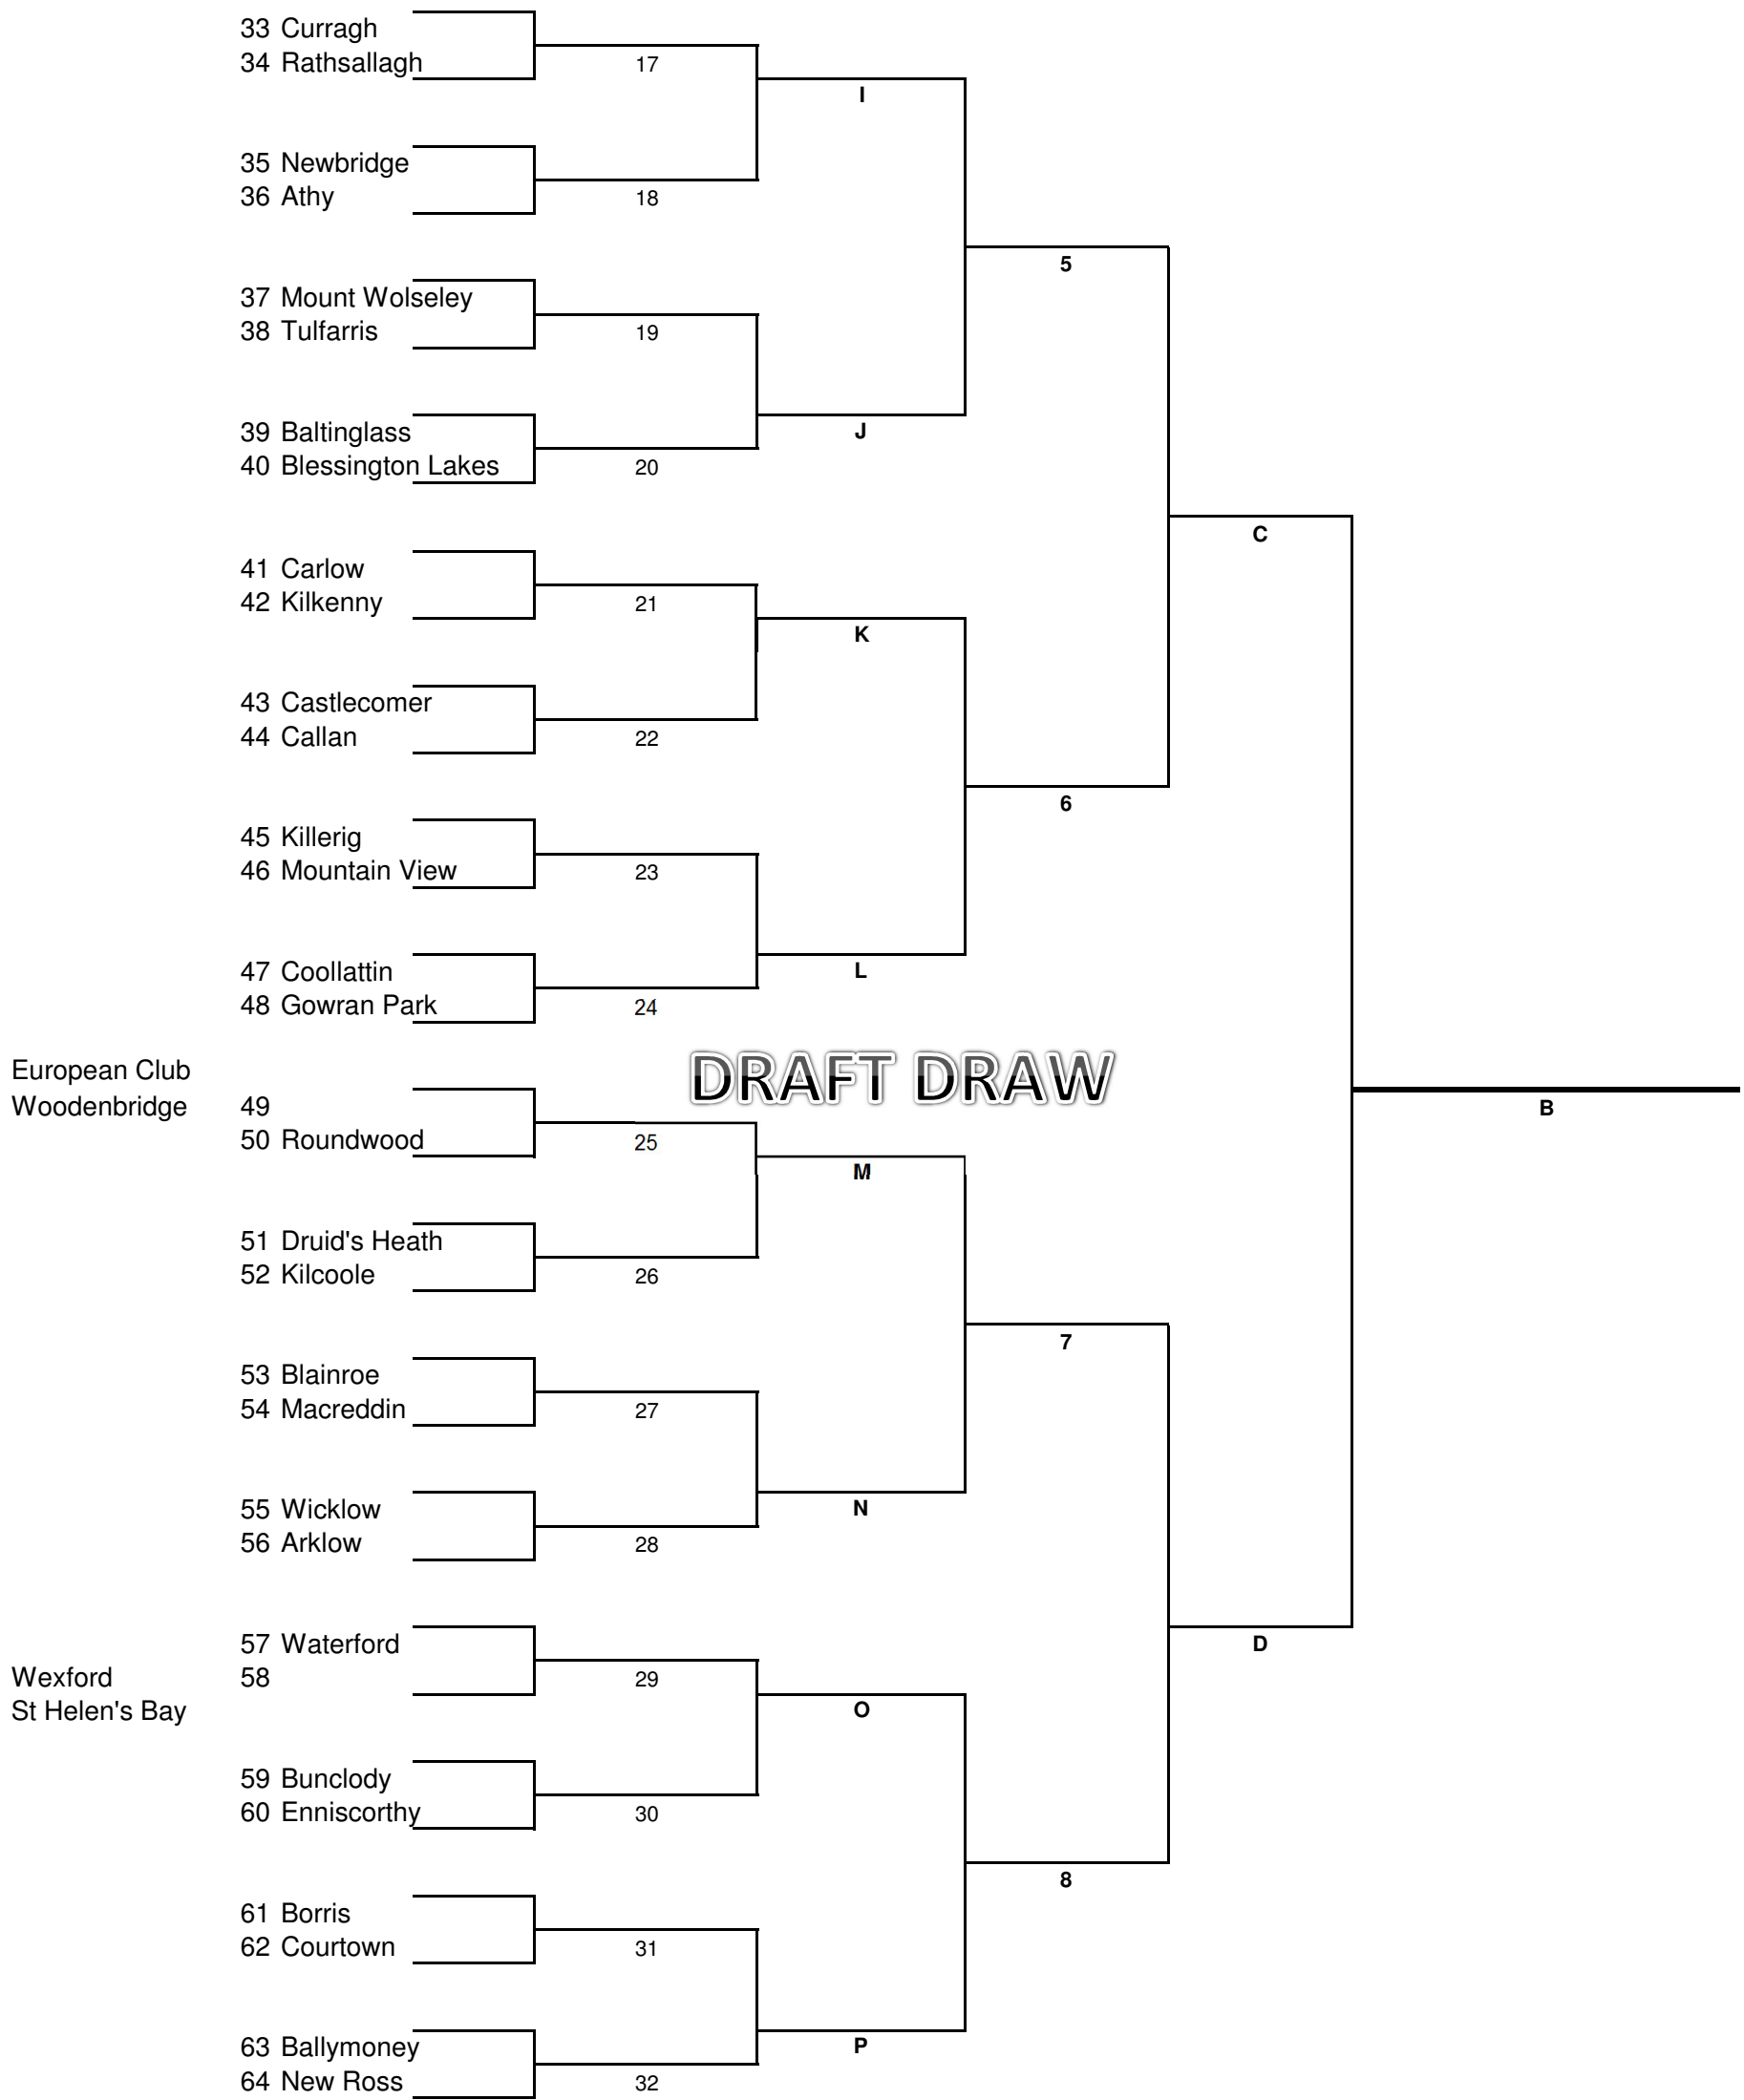 33 Curragh
34 Rathsallagh
17
I
35 Newbridge
36 Athy
18
5
37 Mount Wolseley
38 Tulfarris
19
39 Baltinglass
J
40 Blessington Lakes
20
C
41 Carlow
42 Kilkenny
21
K
43 Castlecomer
44 Callan
22
6
45 Killerig
46 Mountain View
23
47 Coollattin
L
48 Gowran Park
24
European Club
DRAFT DRAW
Woodenbridge
49
B
50 Roundwood
25
M
51 Druid's Heath
52 Kilcoole
26
7
53 Blainroe
54 Macreddin
27
55 Wicklow
N
56 Arklow
28
57 Waterford
D
Wexford
58
29
St Helen's Bay
O
59 Bunclody
60 Enniscorthy
30
8
61 Borris
62 Courtown
31
63 Ballymoney
P
64 New Ross
32